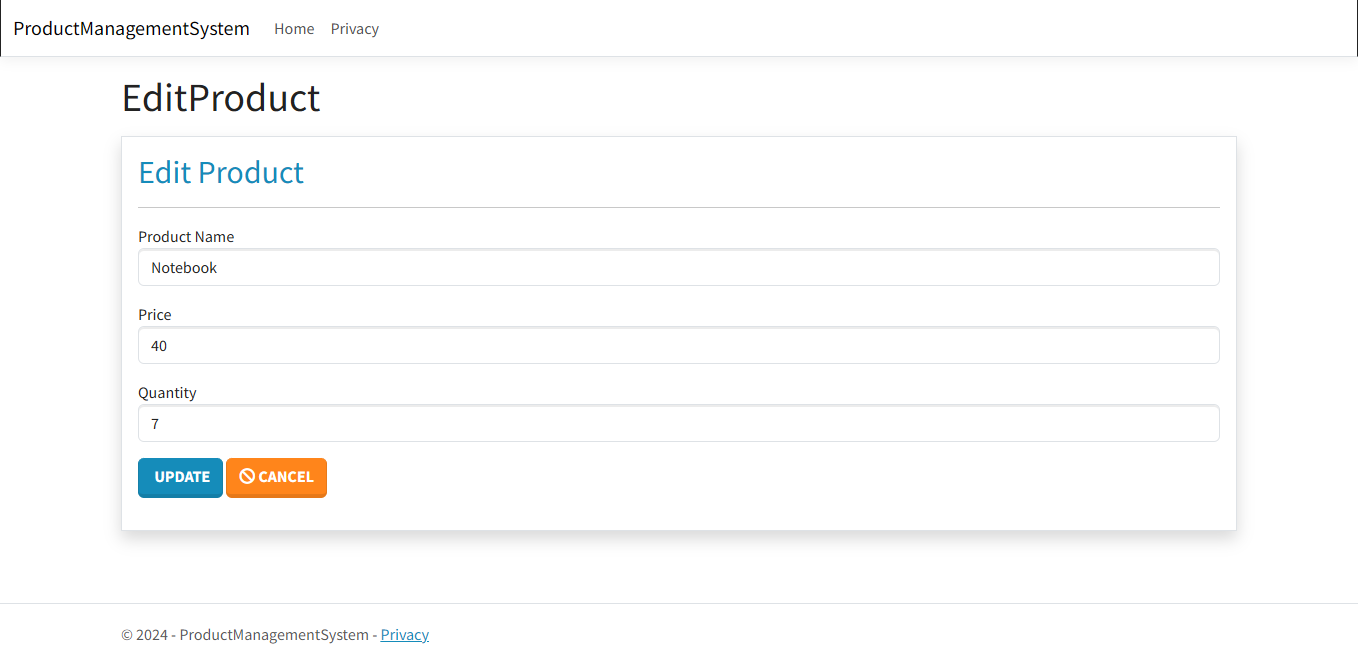 ProductManagementSystem Home Privacy
EditProduct
Edit Product
Product Name
Notebook
Price
40
Quantity
7
UPDATE CANCEL
© 2024 - ProductManagementSystem - Privacy